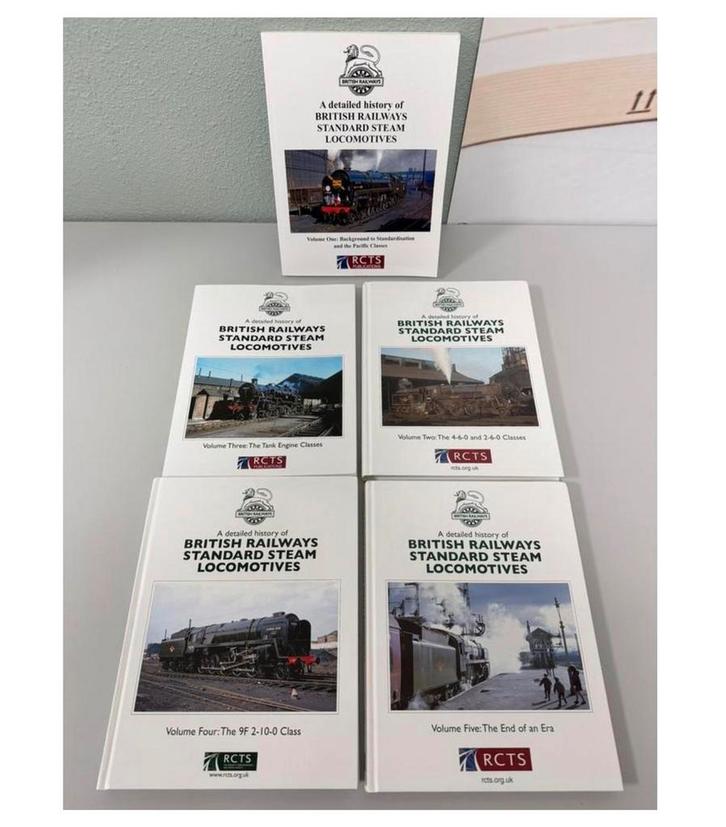 BRITISH RAILWAYS
A detailed history of
BRITISH RAILWAYS
STANDARD STEAM
LOCOMOTIVES
Volume One: Background to Standardisation
and the Pacific Classes
RCTS
PUBLICATIONS
BRITISH RAILWAYS
A detailed history of
BRITISH RAILWAYS
STANDARD STEAM
LOCOMOTIVES
Volume Three: The Tank Engine Classes
RCTS
PUBLICATIONS
BRITISH RAILWAYS
A detailed history of
BRITISH RAILWAYS
STANDARD STEAM
LOCOMOTIVES
Volume Two: The 4-6-0 and 2-6-0 Classes
RCTS
rcts.org.uk
BRITISH RAILWAYS
A detailed history of
BRITISH RAILWAYS
STANDARD STEAM
LOCOMOTIVES
Volume Four: The 9F 2-10-0 Class
RCTS
www.rcts.org.uk
BRITISH RAILWAYS
A detailed history of
BRITISH RAILWAYS
STANDARD STEAM
LOCOMOTIVES
Volume Five: The End of an Era
RCTS
rcts.org.uk